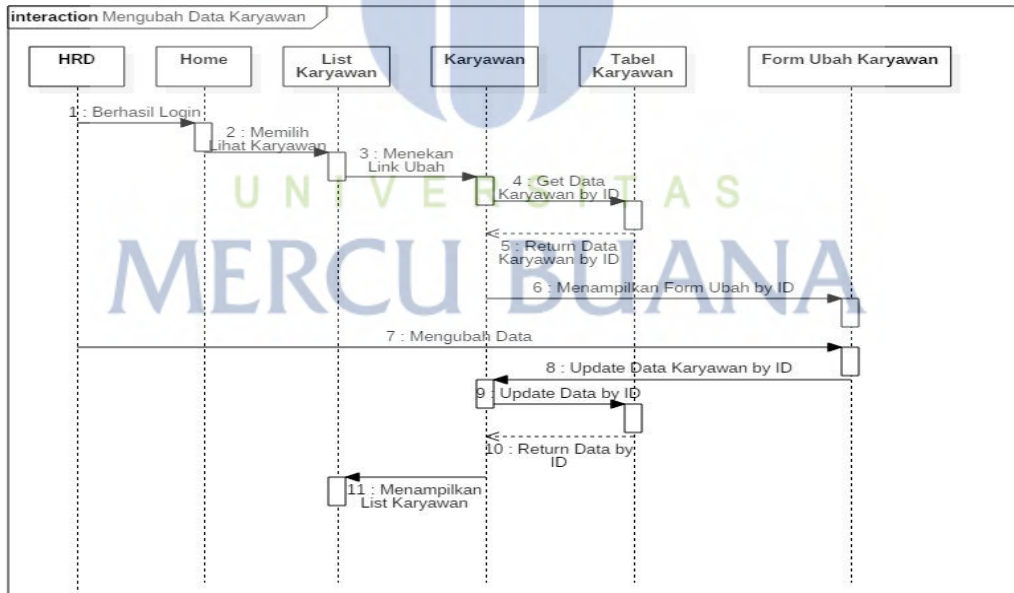 interaction Mengubah Data Karyawan
HRD
Home
List
Karyawan
Karyawan
Tabel
Karyawan
Form Ubah Karyawan
1 : Berhasil Login
2 : Memilih
Lihat Karyawan
3 : Menekan
Link Ubah
4 : Get Data
Karyawan by ID
UNIVERSITAS
5 : Return Data
Karyawan by ID
MERCU BUANA
6 : Menampilkan Form Ubah by ID
7 : Mengubah Data
8 : Update Data Karyawan by ID
9 : Update Data by ID
10 : Return Data by
ID
11 : Menampilkan
List Karyawan